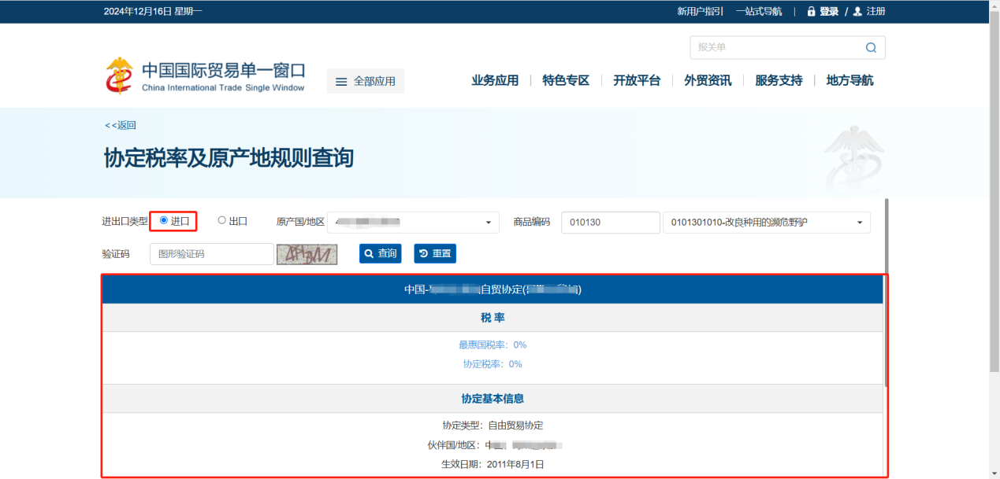 2024年12月16日 星期一 新用户指引 一站式导航 | 登录 / 注册
报关单
中国国际贸易单一窗口
China International Trade Single Window
全部应用 业务应用 | 特色专区 | 开放平台 | 外贸资讯 | 服务支持 | 地方导航
<<返回
协定税率及原产地规则查询
进出口类型 进口 出口 原产国/地区 商品编码 010130 0101301010-改良种用的濒危野驴
验证码 图形验证码 查询 重置
中国- 自贸协定( )
税 率
最惠国税率：0%
协定税率：0%
协定基本信息
协定类型：自由贸易协定
伙伴国/地区：
生效日期：2011年8月1日